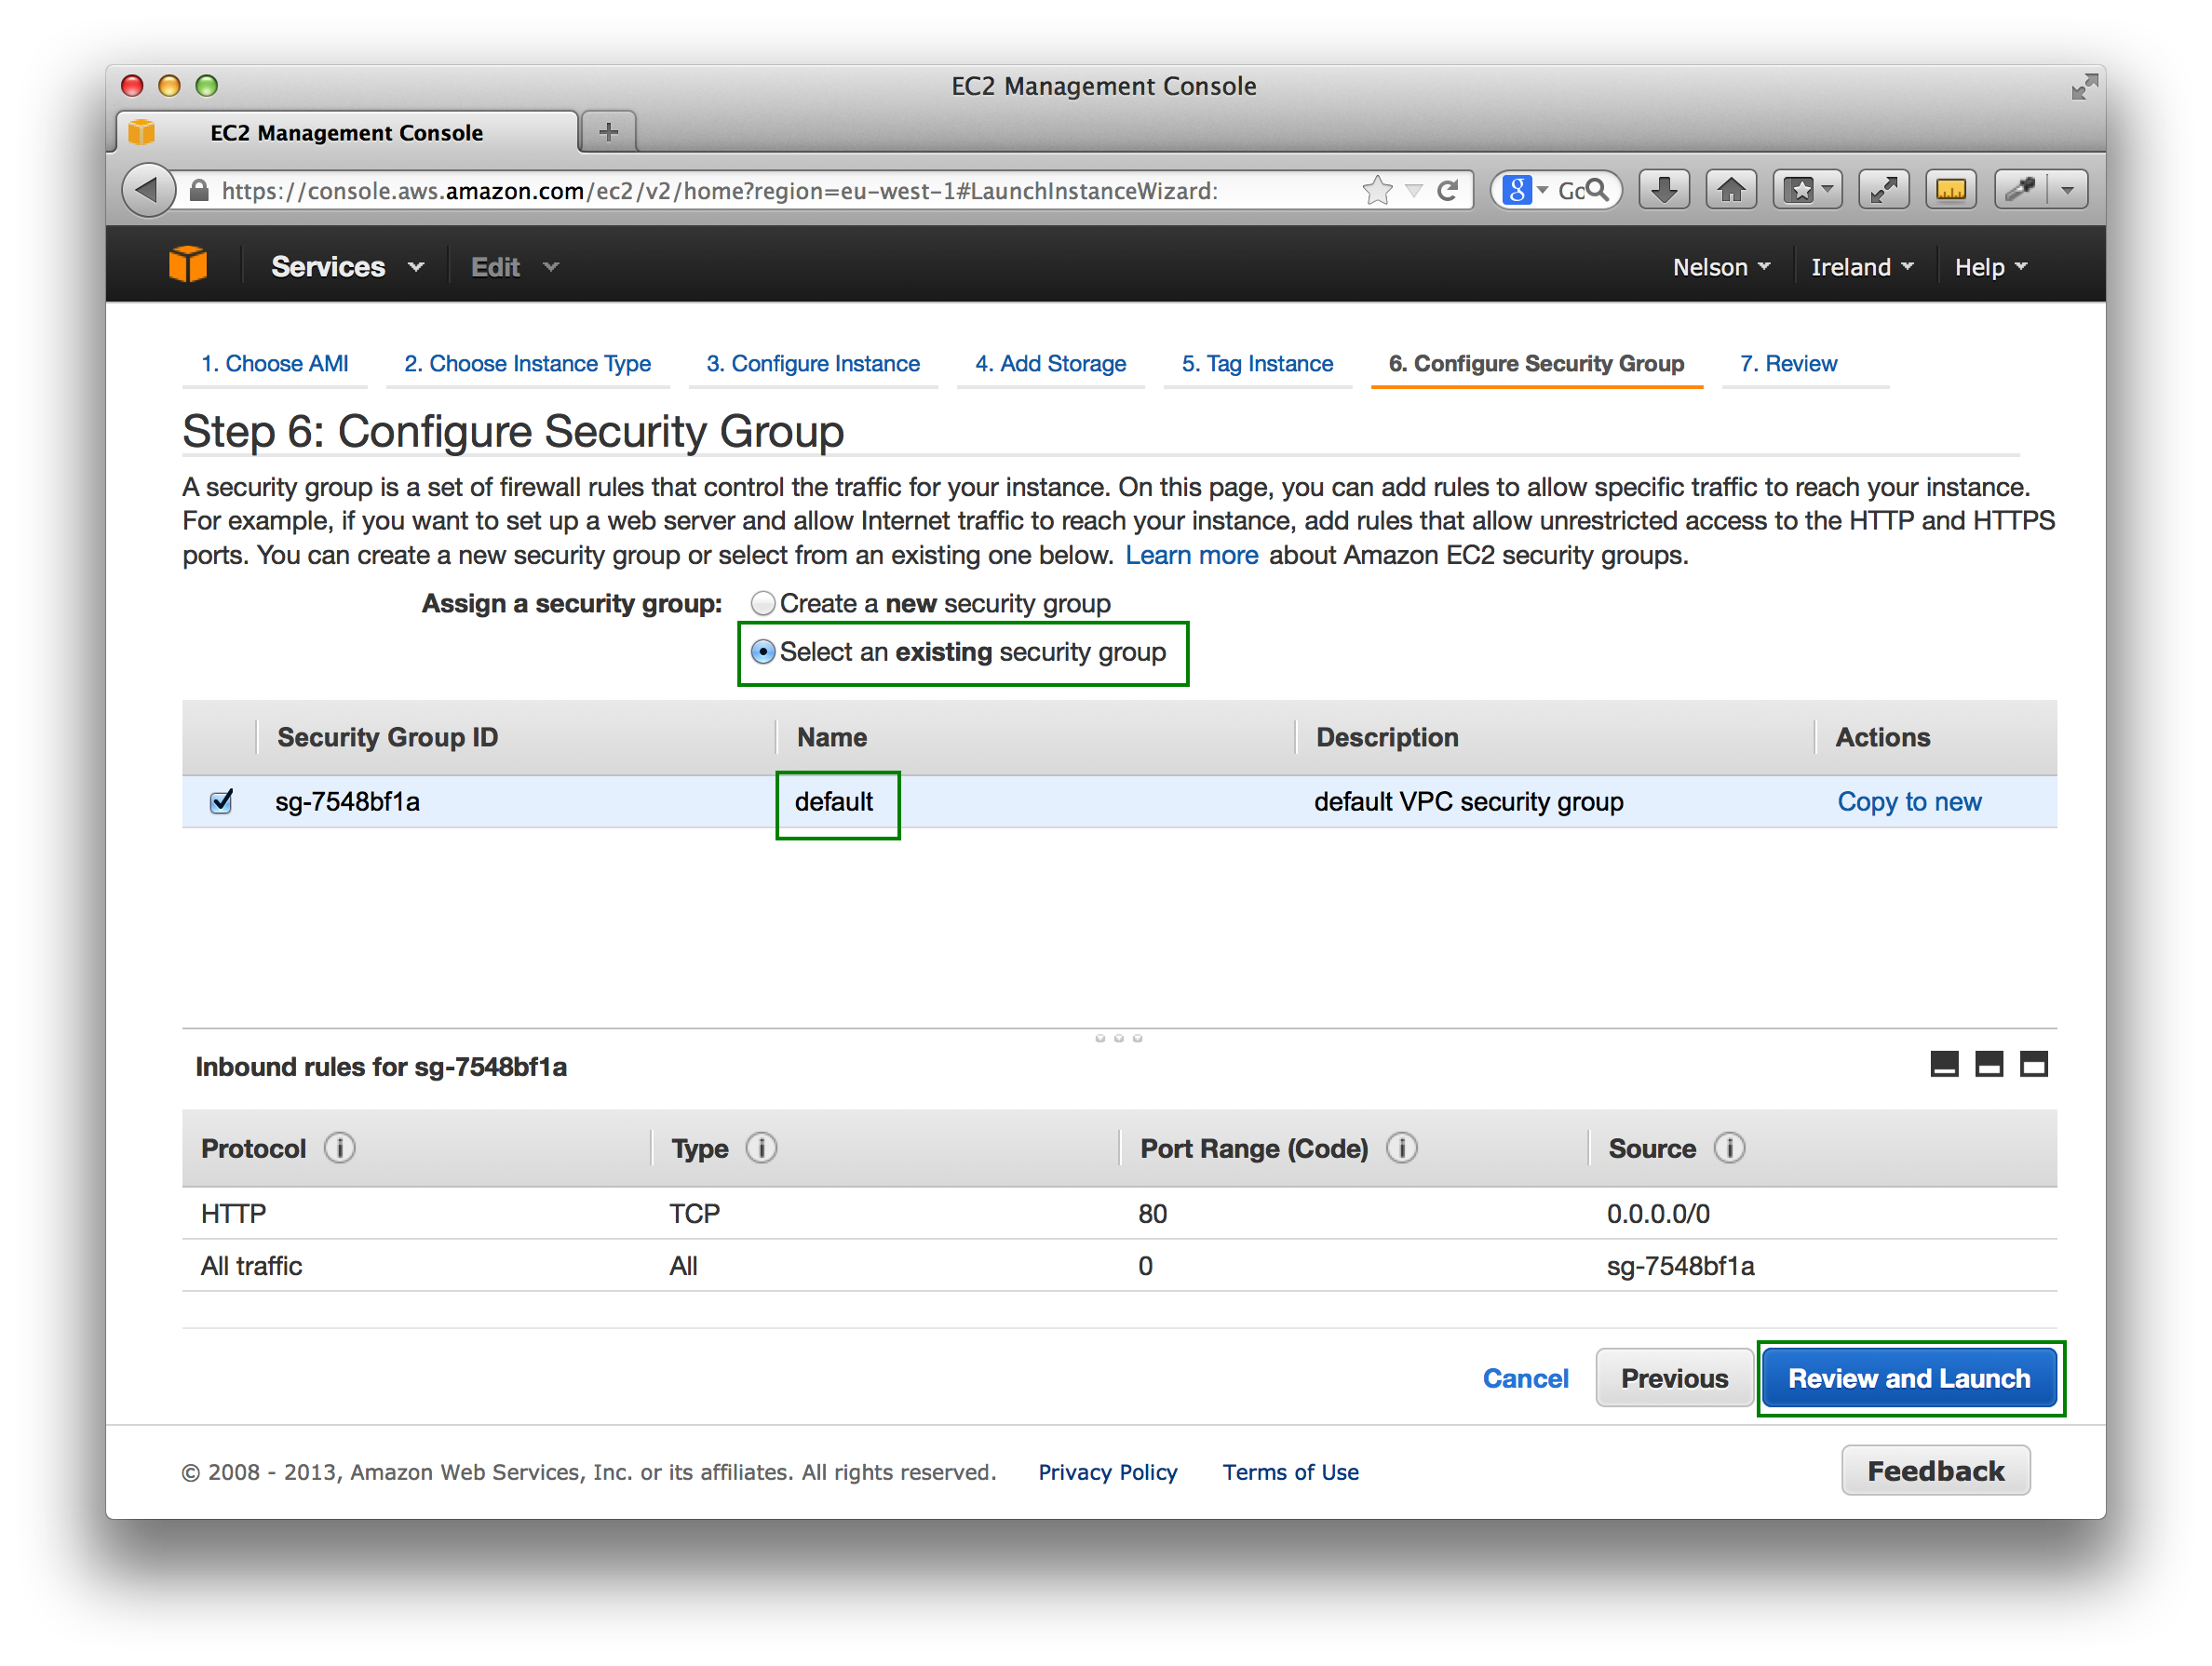 EC2 Management Console
EC2 Management Console
https://console.aws.amazon.com/ec2/v2/home?region=eu-west-1#LaunchInstanceWizard:
Services Edit Nelson Ireland Help
1. Choose AMI 2. Choose Instance Type 3. Configure Instance 4. Add Storage 5. Tag Instance 6. Configure Security Group 7. Review
Step 6: Configure Security Group
A security group is a set of firewall rules that control the traffic for your instance. On this page, you can add rules to allow specific traffic to reach your instance.
For example, if you want to set up a web server and allow Internet traffic to reach your instance, add rules that allow unrestricted access to the HTTP and HTTPS
ports. You can create a new security group or select from an existing one below. Learn more about Amazon EC2 security groups.
Assign a security group: Create a new security group
Select an existing security group
Security Group ID Name Description Actions
sg-7548bf1a default default VPC security group Copy to new
Inbound rules for sg-7548bf1a
Protocol i Type i Port Range (Code) i Source i
HTTP TCP 80 0.0.0.0/0
All traffic All 0 sg-7548bf1a
Cancel Previous Review and Launch
© 2008 - 2013, Amazon Web Services, Inc. or its affiliates. All rights reserved. Privacy Policy Terms of Use Feedback